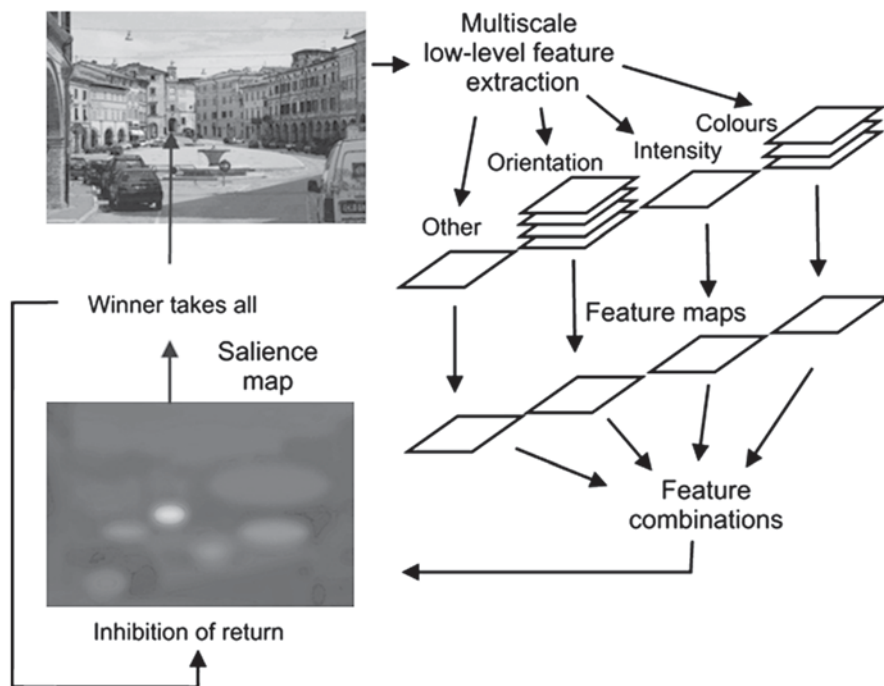 Multiscale
low-level feature
extraction
Colours
Intensity
Orientation
Other
Feature maps
Feature
combinations
Salience
map
Winner takes all
Inhibition of return